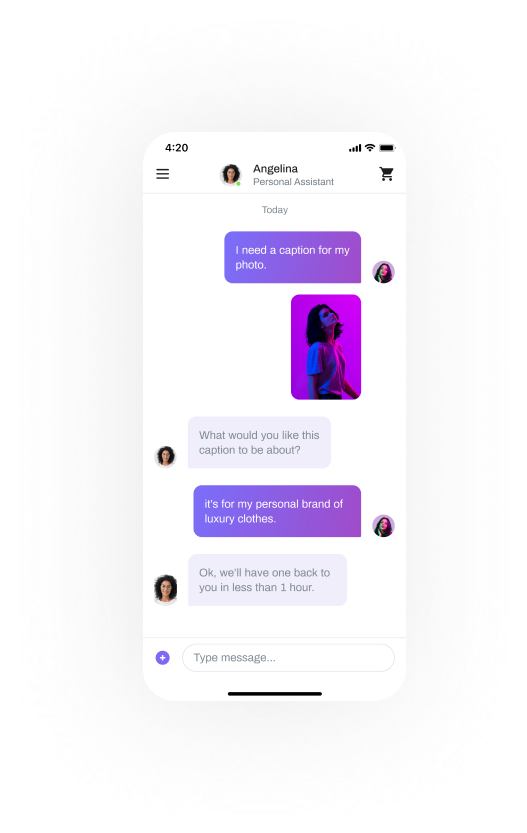 4:20
Angelina
Personal Assistant
Today
I need a caption for my
photo.
What would you like this
caption to be about?
it's for my personal brand of
luxury clothes.
Ok, we'll have one back to
you in less than 1 hour.
Type message...